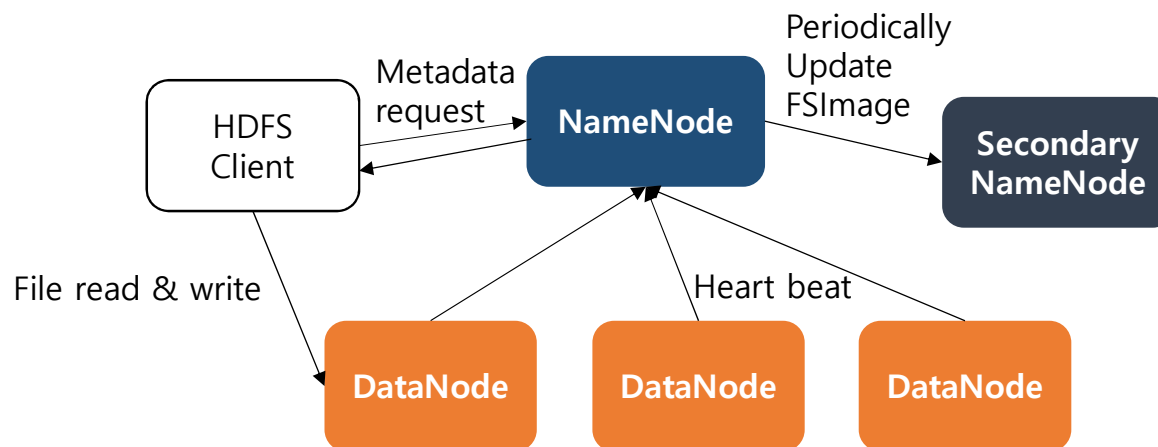 Periodically
Update
FSImage
Metadata
request
HDFS
Client
NameNode
Secondary
NameNode
File read & write
Heart beat
DataNode
DataNode
DataNode